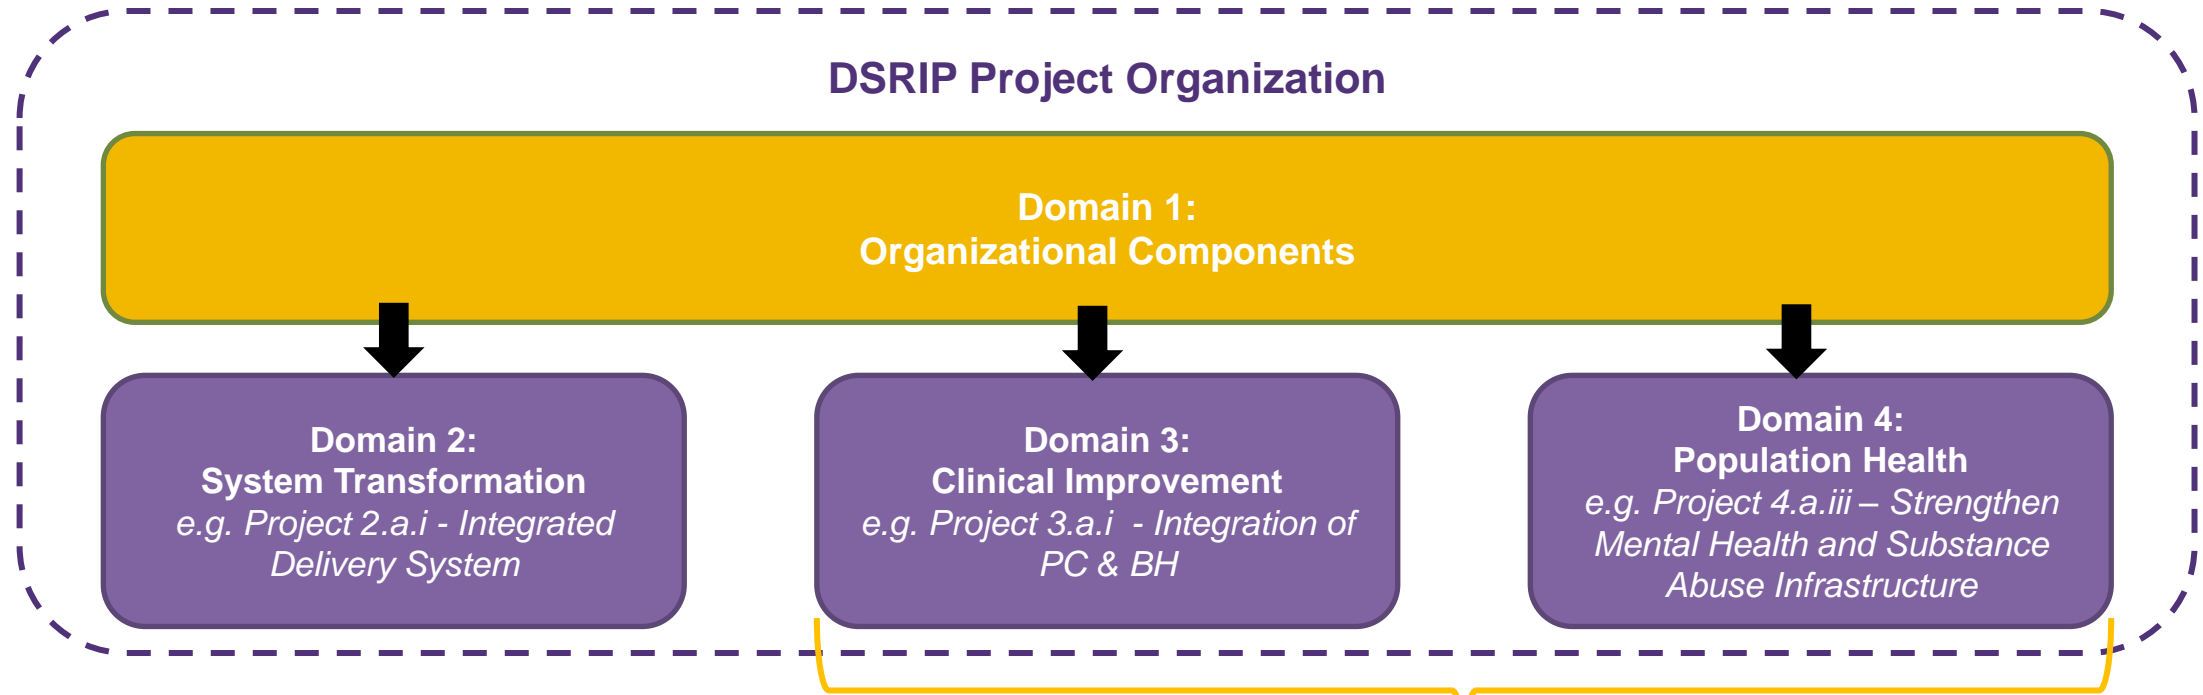 DSRIP Project Organization
Domain 1:
Organizational Components
Domain 2:
System Transformation
e.g. Project 2.a.i - Integrated
Delivery System
Domain 3:
Clinical Improvement
e.g. Project 3.a.i  - Integration of
PC & BH
Domain 4:
Population Health
e.g. Project 4.a.iii – Strengthen
Mental Health and Substance
Abuse Infrastructure